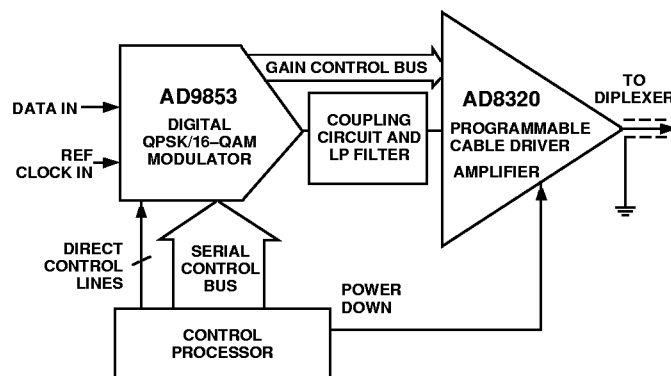 GAIN CONTROL BUS
TO
DIPLEXER
AD9853
DIGITAL
QPSK/16–QAM
MODULATOR
DATA IN
REF
CLOCK IN
COUPLING
CIRCUIT AND
LP FILTER
AD8320
PROGRAMMABLE
CABLE DRIVER
AMPLIFIER
DIRECT
CONTROL
LINES
SERIAL
CONTROL
BUS
POWER
DOWN
CONTROL
PROCESSOR